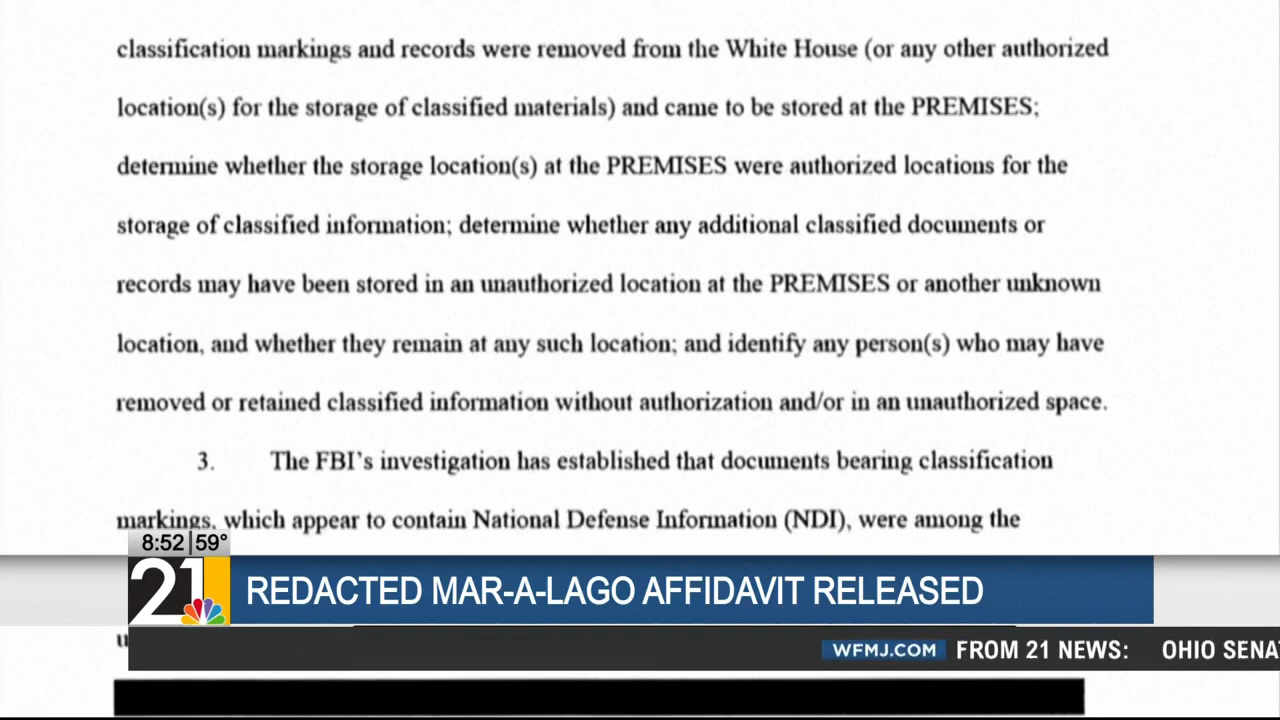 classification markings and records were removed from the White House (or any other authorized
location(s) for the storage of classified materials) and came to be stored at the PREMISES;
determine whether the storage location(s) at the PREMISES were authorized locations for the
storage of classified information; determine whether any additional classified documents or
records may have been stored in an unauthorized location at the PREMISES or another unknown
location, and whether they remain at any such location; and identify any person(s) who may have
removed or retained classified information without authorization and/or in an unauthorized space.
3. The FBI's investigation has established that documents bearing classification
markings, which appear to contain National Defense Information (NDI), were among the
8:52 59°
21 REDACTED MAR-A-LAGO AFFIDAVIT RELEASED
WFMJ.COM FROM 21 NEWS: OHIO SENA